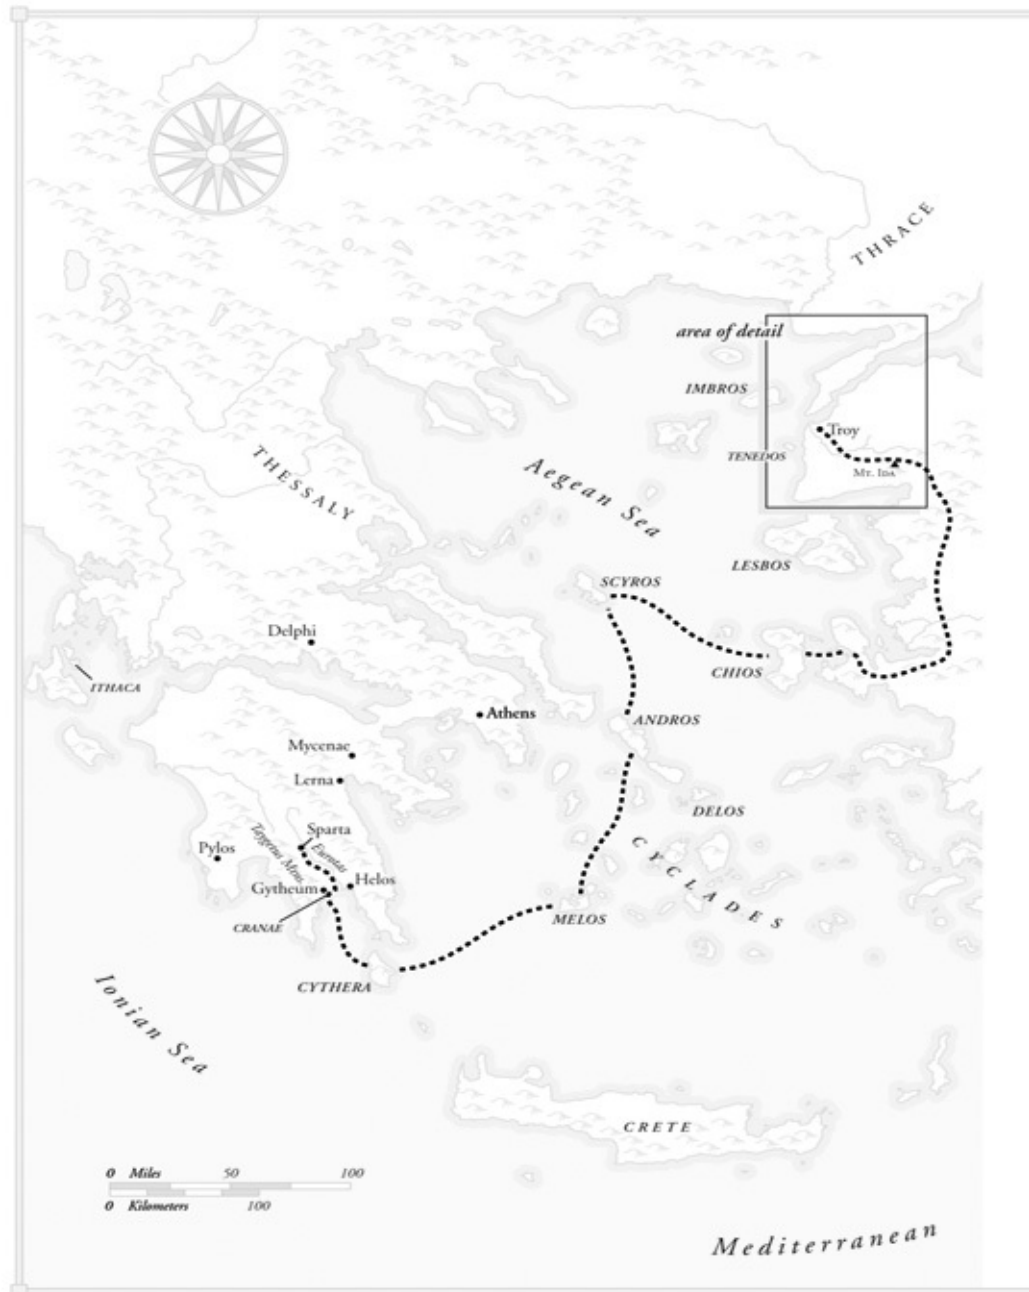 THRACE
area of detail
IMBROS
Troy
TENEDOS
Mt. Ida
Aegean Sea
THESSALY
LESBOS
SCYROS
Delphi
CHIOS
ITHACA
Athens
ANDROS
Mycenae
Lerna
DELOS
Sparta
Pylos
Taygetus Mtns.
Eurotas
CYCLADES
Gytheum
Helos
CRANAE
MELOS
CYTHERA
Ionian Sea
CRETE
0 Miles 50 100
0 Kilometers 100
Mediterranean